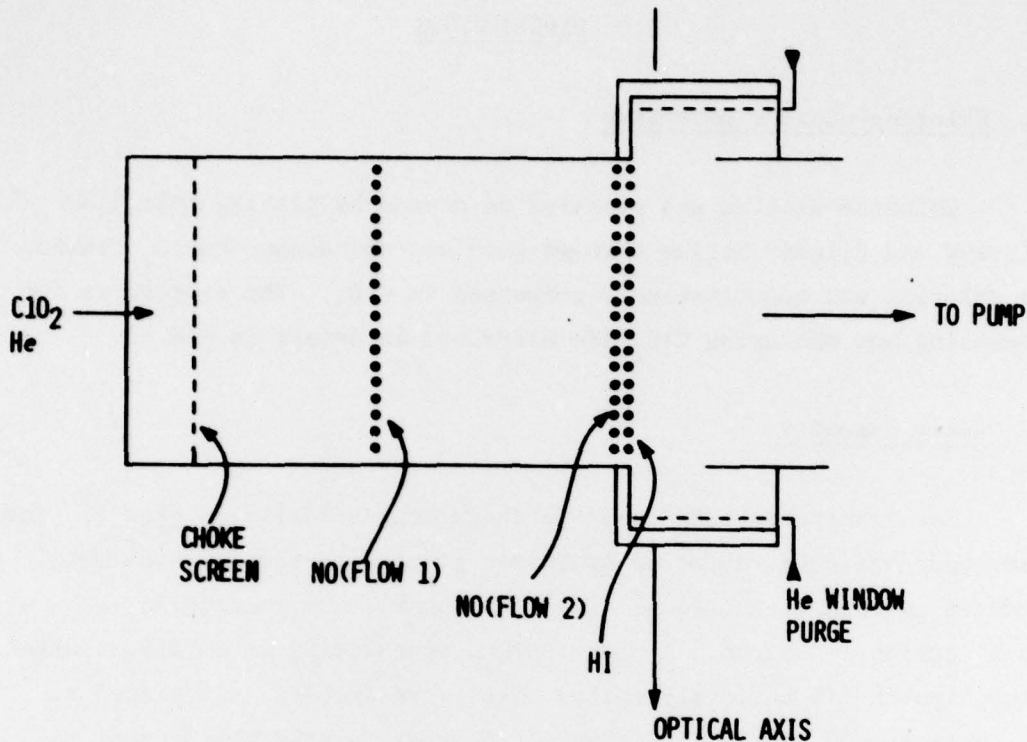 ClO2
He
TO PUMP
CHOKE
SCREEN
NO(FLOW 1)
NO(FLOW 2)
HI
He WINDOW
PURGE
OPTICAL AXIS